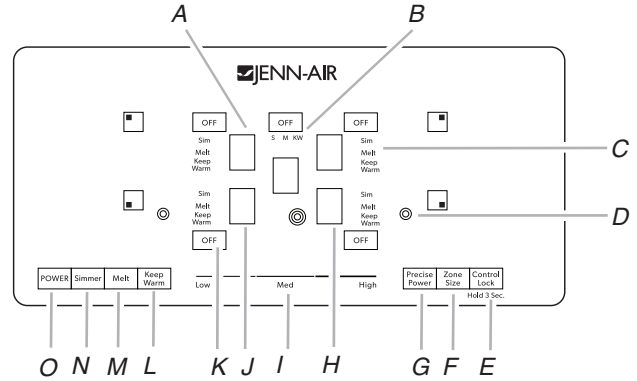 A
B
JENN-AIR
OFF
OFF
OFF
S M KW
Sim
Melt
Keep
Warm
Sim
Melt
Keep
Warm
C
Sim
Melt
Keep
Warm
Sim
Melt
Keep
Warm
D
OFF
OFF
POWER
Simmer
Melt
Keep
Warm
Low
Med
High
Precise
Power
Zone
Size
Control
Lock
Hold 3 Sec.
O N M L K J I H G F E